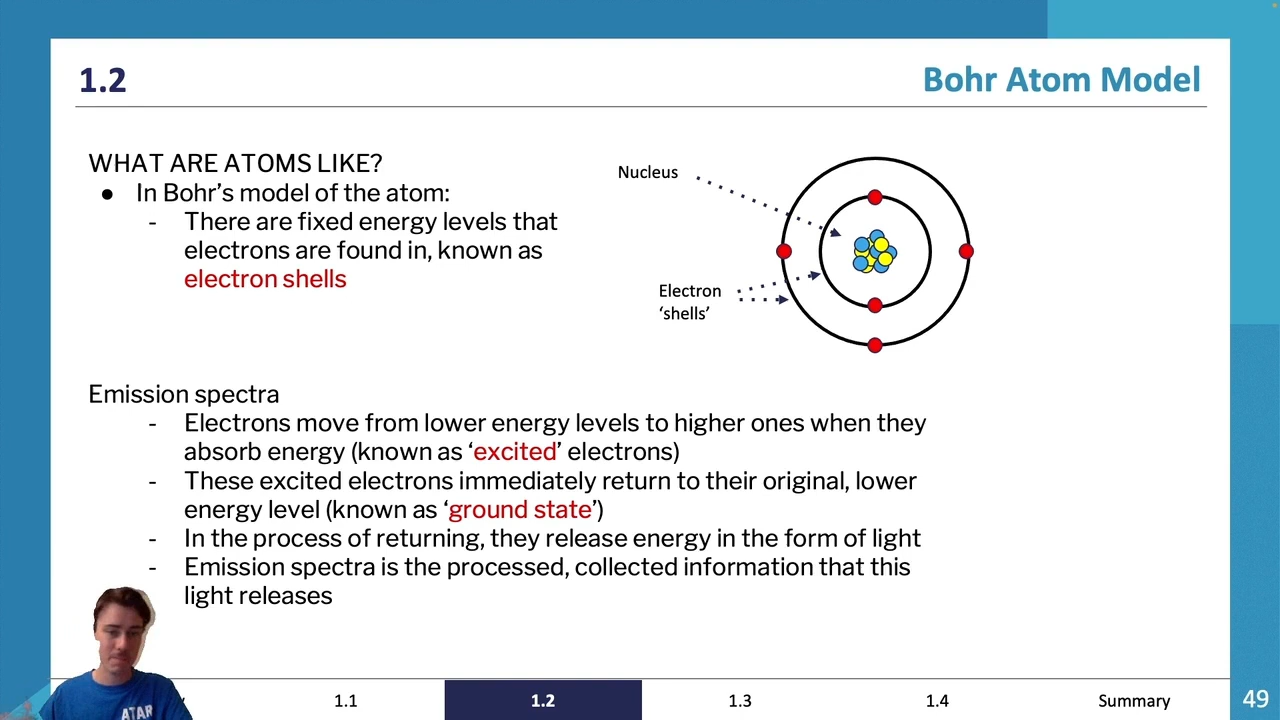 1.2
Bohr Atom Model
WHAT ARE ATOMS LIKE?
● In Bohr’s model of the atom:
- There are fixed energy levels that
electrons are found in, known as
electron shells
Nucleus
Electron
‘shells’
Emission spectra
- Electrons move from lower energy levels to higher ones when they
absorb energy (known as ‘excited’ electrons)
- These excited electrons immediately return to their original, lower
energy level (known as ‘ground state’)
- In the process of returning, they release energy in the form of light
- Emission spectra is the processed, collected information that this
light releases
ATAR
1.1
1.2
1.3
1.4
Summary
49